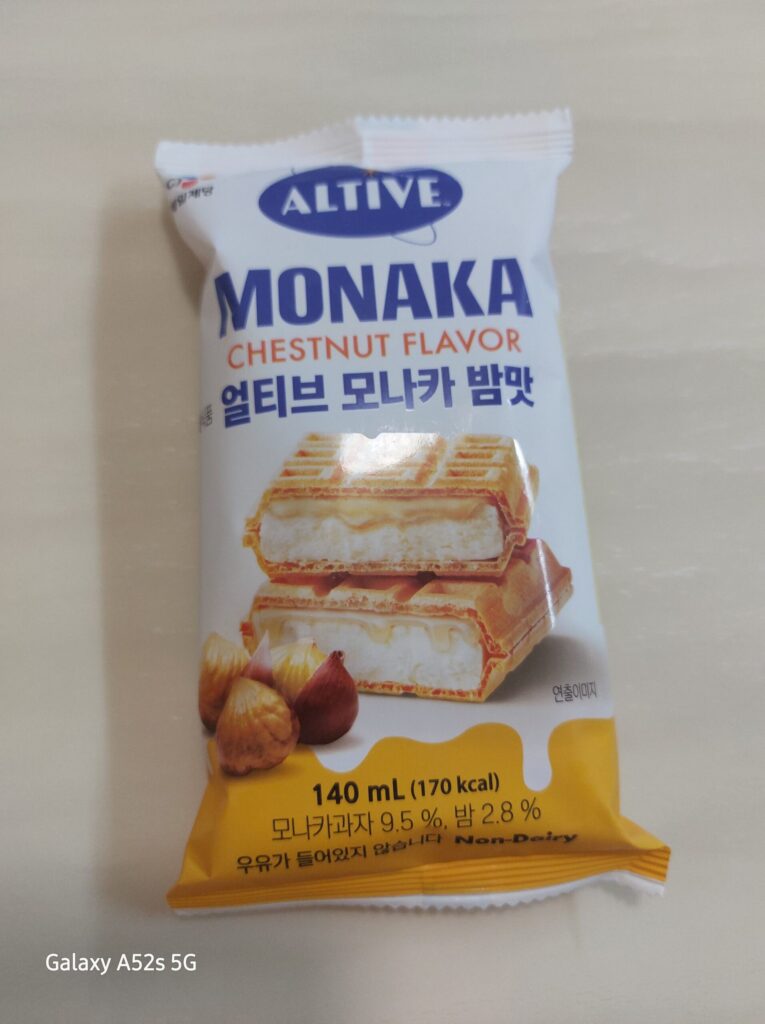 ALTIVE
MONAKA
CHESTNUT FLAVOR
얼티브 모나카 밤맛
연출이미지
140 mL (170 kcal)
모나카과자 9.5 %, 밤 2.8 %
우유가 들어있지 않습니다 Non-Dairy
Galaxy A52s 5G